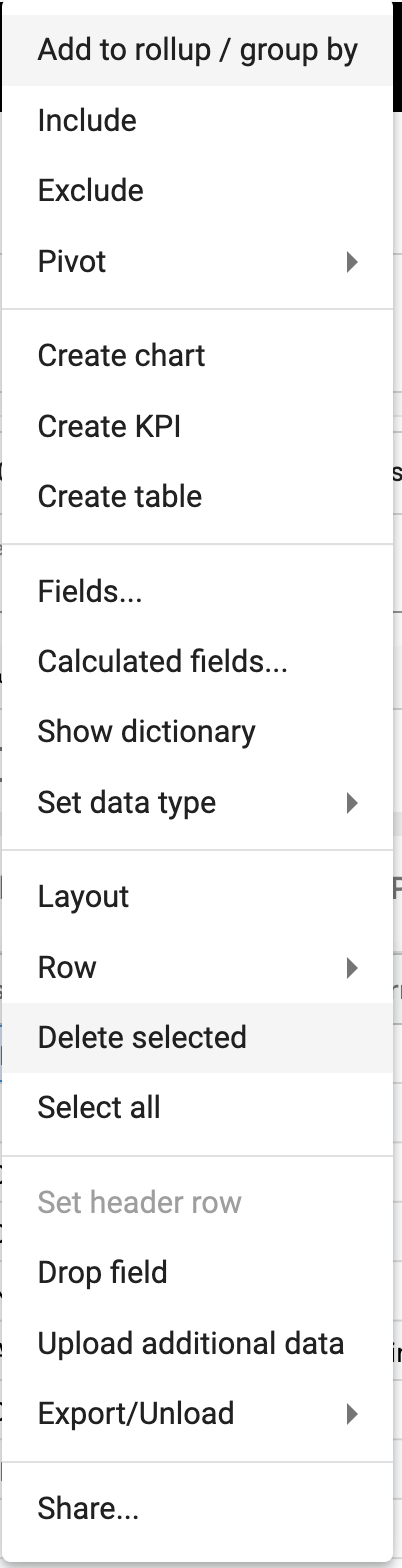 Add to rollup / group by
Include
Exclude
Pivot
Create chart
Create KPI
Create table
Fields...
Calculated fields...
Show dictionary
Set data type
Layout
Row
Delete selected
Select all
Set header row
Drop field
Upload additional data
Export/Unload
Share...